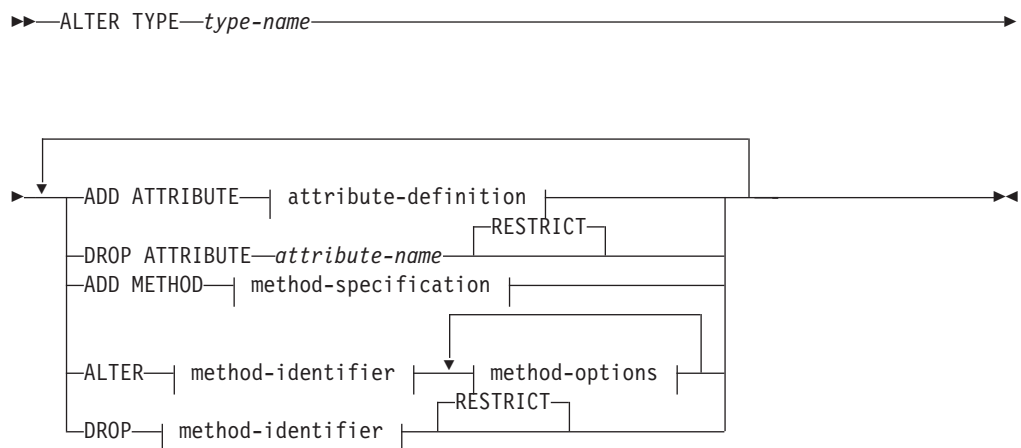 ALTER TYPE type-name
ADD ATTRIBUTE attribute-definition
RESTRICT
DROP ATTRIBUTE attribute-name
ADD METHOD method-specification
ALTER method-identifier method-options
RESTRICT
DROP method-identifier